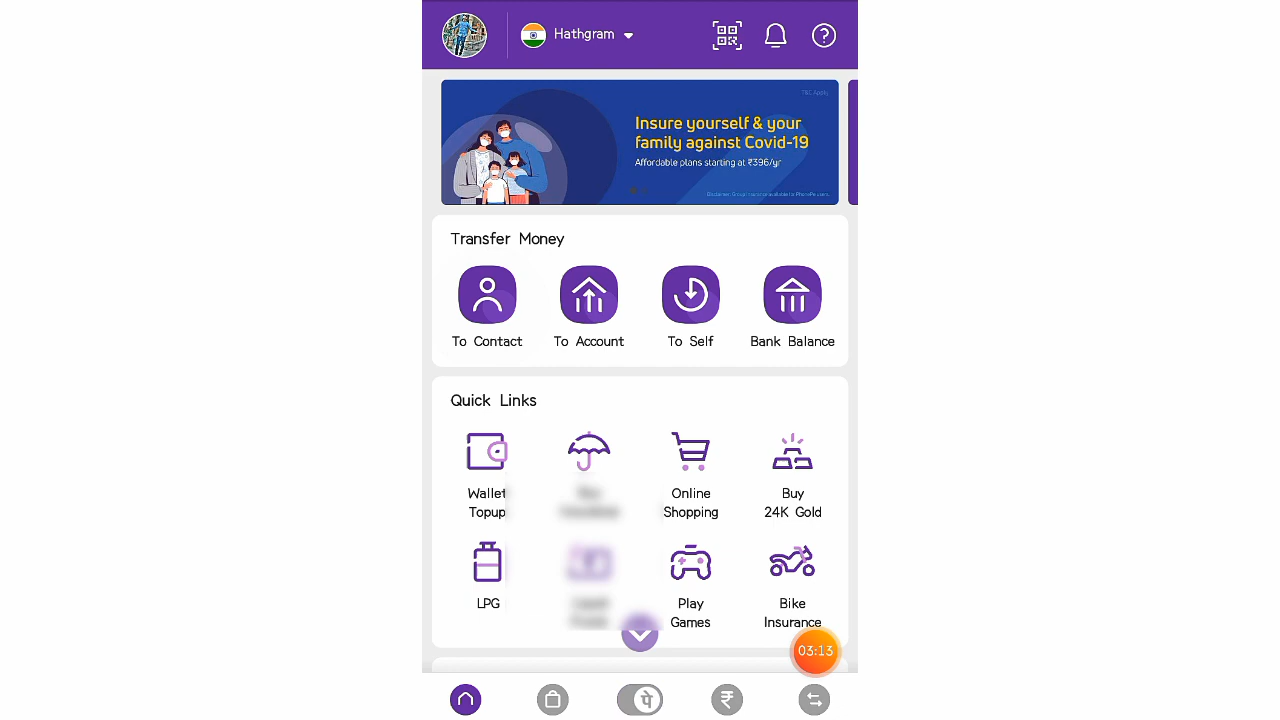 Hathgram
T&C Apply
Insure yourself & your
family against Covid-19
Affordable plans starting at ₹396/yr
Transfer Money
To Contact
To Account
To Self
Bank Balance
Quick Links
Wallet
Topup
Online
Shopping
Buy
24K Gold
LPG
Play
Games
Bike
Insurance
03:13
पे
₹